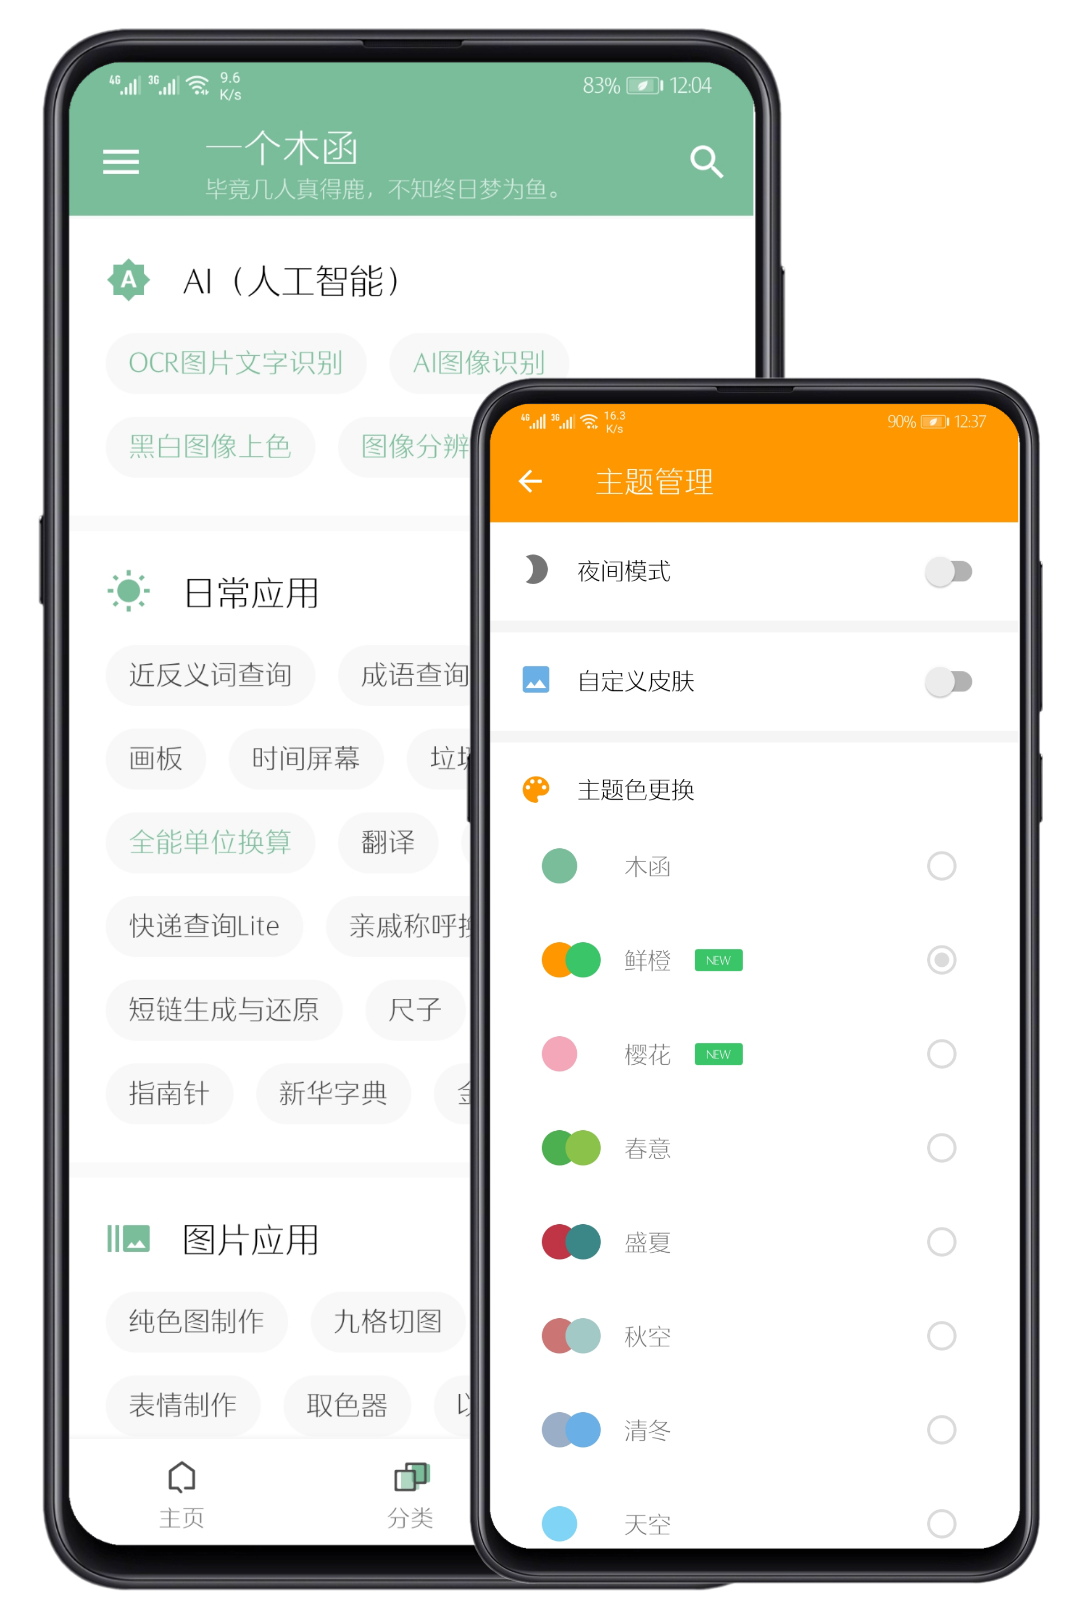 4G 3G 9.6 K/s 83% 12:04
一个木函
毕竟几人真得鹿，不知终日梦为鱼。
A AI（人工智能）
OCR图片文字识别 AI图像识别
黑白图像上色 图像分辨
日常应用
近反义词查询 成语查询
画板 时间屏幕
全能单位换算 翻译
快递查询Lite 亲戚称呼
短链生成与还原 尺子
指南针 新华字典
图片应用
纯色图制作 九格切图
表情制作 取色器
主页 分类
4G 3G 16.3 K/s 90% 12:37
主题管理
夜间模式
自定义皮肤
主题色更换
木函
鲜橙 NEW
樱花 NEW
春意
盛夏
秋空
清冬
天空